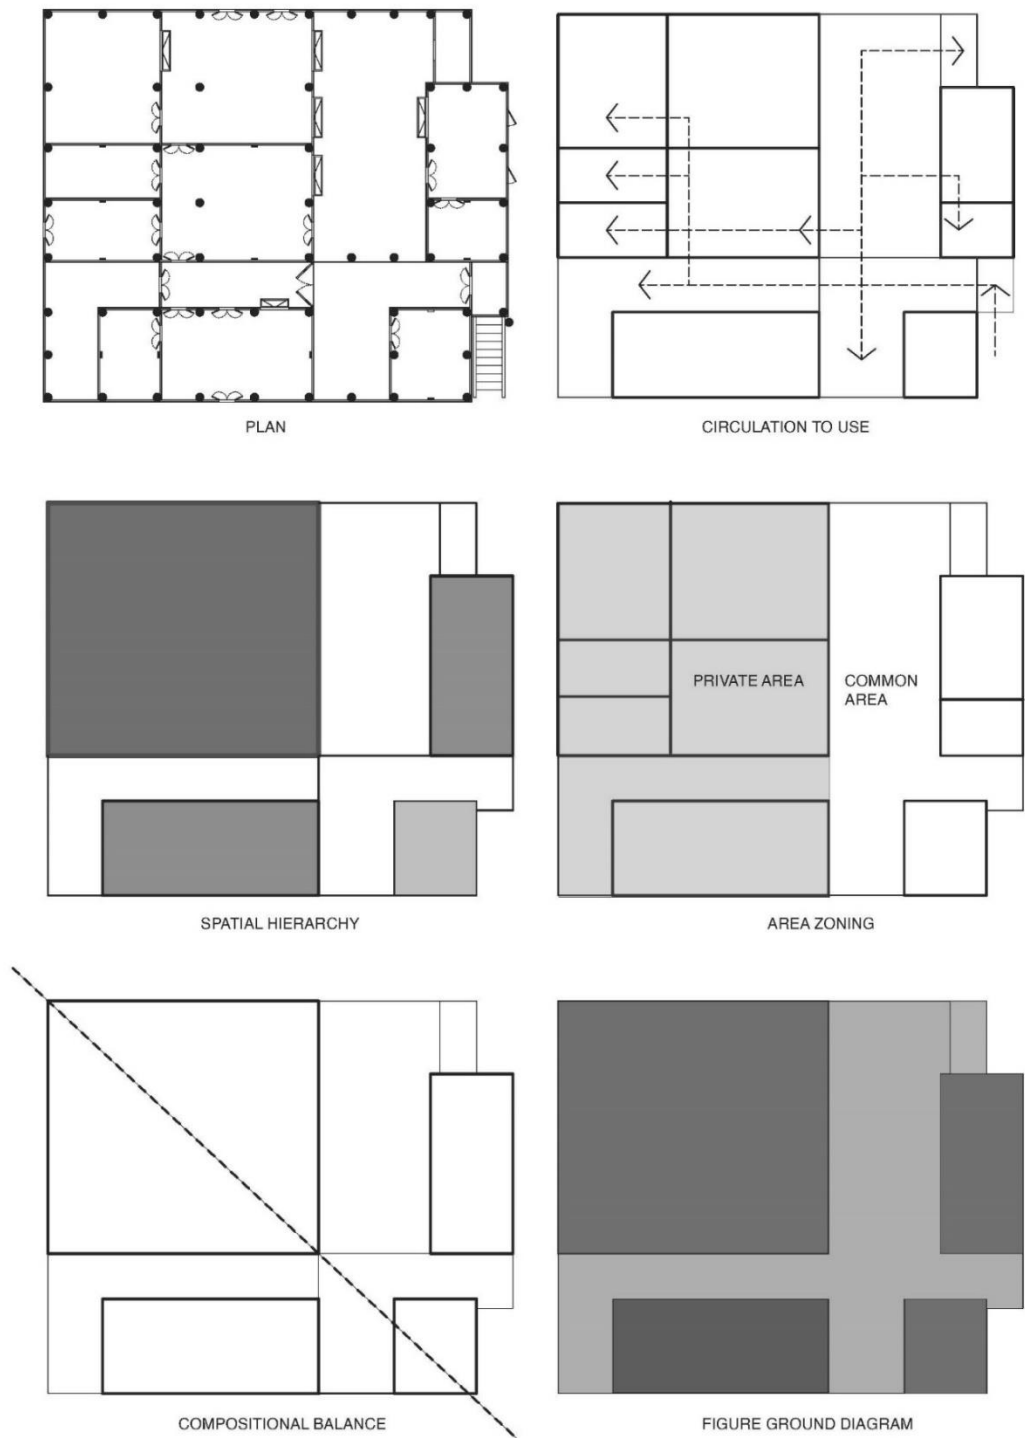 PLAN
CIRCULATION TO USE
SPATIAL HIERARCHY
PRIVATE AREA
COMMON
AREA
AREA ZONING
COMPOSITIONAL BALANCE
FIGURE GROUND DIAGRAM